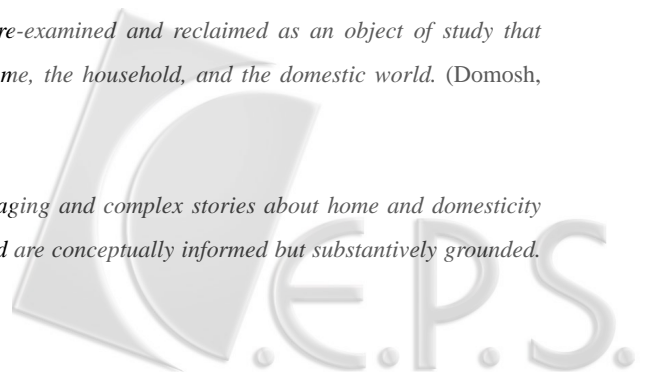 re-examined and reclaimed as an object of study that
me, the household, and the domestic world. (Domosh,
aging and complex stories about home and domesticity
d are conceptually informed but substantively grounded.
C.E.P.S.